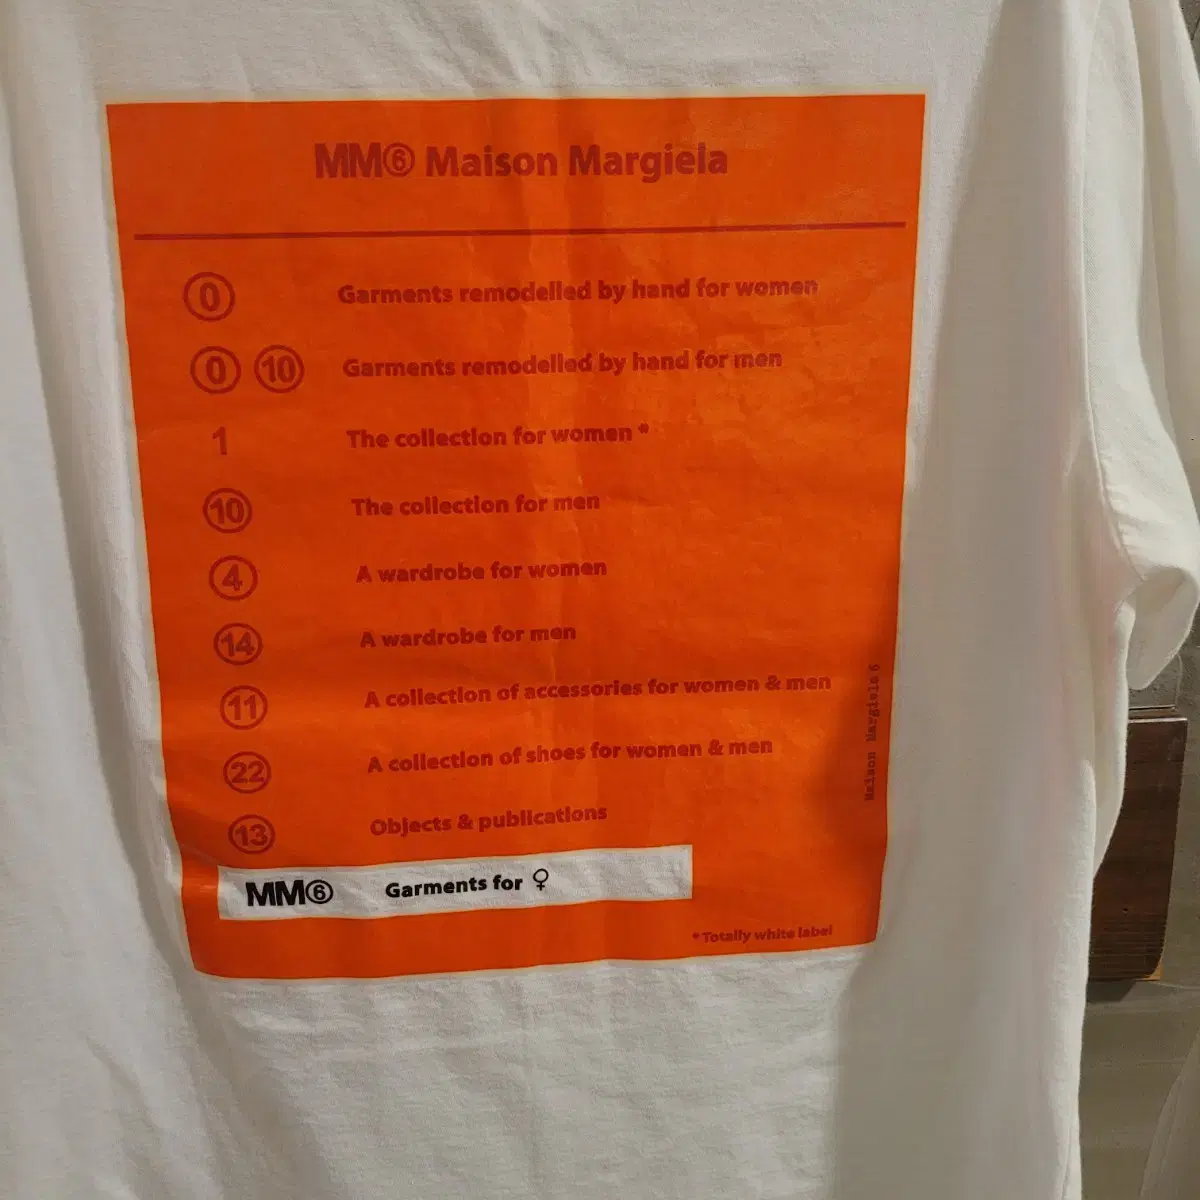 MM⑥ Maison Margiela
⓪ Garments remodelled by hand for women
⓪ ⑩ Garments remodelled by hand for men
1 The collection for women *
⑩ The collection for men
④ A wardrobe for women
⑭ A wardrobe for men
⑪ A collection of accessories for women & men
㉒ A collection of shoes for women & men
⑬ Objects & publications
MM⑥ Garments for ♀
* Totally white label
Maison Margiela 6